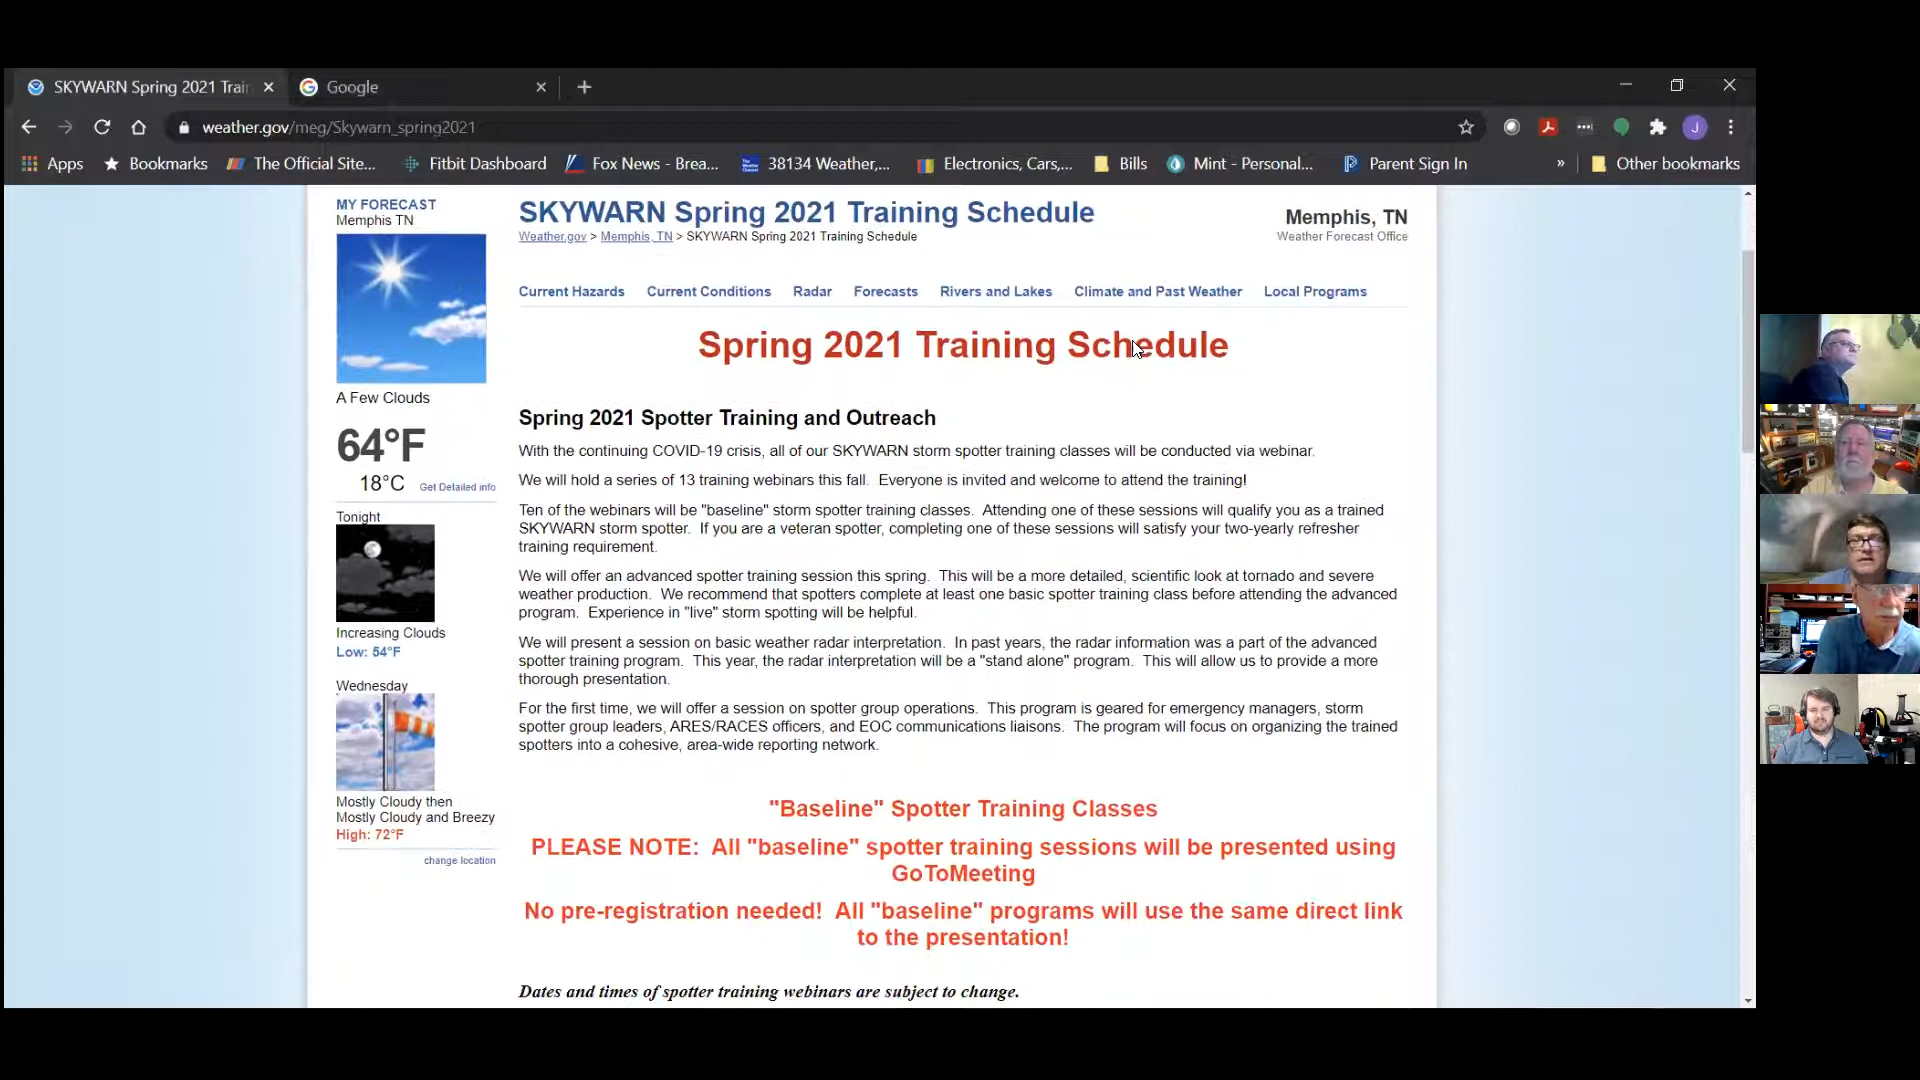 SKYWARN Spring 2021 Trai
Google
weather.gov/meg/Skywarn_spring2021
J
Apps
Bookmarks
The Official Site...
Fitbit Dashboard
Fox News - Brea...
38134 Weather,...
Electronics, Cars,...
Bills
Mint - Personal...
Parent Sign In
»
Other bookmarks
MY FORECAST
Memphis TN
A Few Clouds
64°F
18°C
Get Detailed info
Tonight
Increasing Clouds
Low: 54°F
Wednesday
Mostly Cloudy then
Mostly Cloudy and Breezy
High: 72°F
change location
SKYWARN Spring 2021 Training Schedule
Weather.gov > Memphis, TN > SKYWARN Spring 2021 Training Schedule
Memphis, TN
Weather Forecast Office
Current Hazards
Current Conditions
Radar
Forecasts
Rivers and Lakes
Climate and Past Weather
Local Programs
Spring 2021 Training Schedule
Spring 2021 Spotter Training and Outreach
With the continuing COVID-19 crisis, all of our SKYWARN storm spotter training classes will be conducted via webinar.
We will hold a series of 13 training webinars this fall.  Everyone is invited and welcome to attend the training!
Ten of the webinars will be "baseline" storm spotter training classes.  Attending one of these sessions will qualify you as a trained
SKYWARN storm spotter.  If you are a veteran spotter, completing one of these sessions will satisfy your two-yearly refresher
training requirement.
We will offer an advanced spotter training session this spring.  This will be a more detailed, scientific look at tornado and severe
weather production.  We recommend that spotters complete at least one basic spotter training class before attending the advanced
program.  Experience in "live" storm spotting will be helpful.
We will present a session on basic weather radar interpretation.  In past years, the radar information was a part of the advanced
spotter training program.  This year, the radar interpretation will be a "stand alone" program.  This will allow us to provide a more
thorough presentation.
For the first time, we will offer a session on spotter group operations.  This program is geared for emergency managers, storm
spotter group leaders, ARES/RACES officers, and EOC communications liaisons.  The program will focus on organizing the trained
spotters into a cohesive, area-wide reporting network.
"Baseline" Spotter Training Classes
PLEASE NOTE:  All "baseline" spotter training sessions will be presented using
GoToMeeting
No pre-registration needed!  All "baseline" programs will use the same direct link
to the presentation!
Dates and times of spotter training webinars are subject to change.